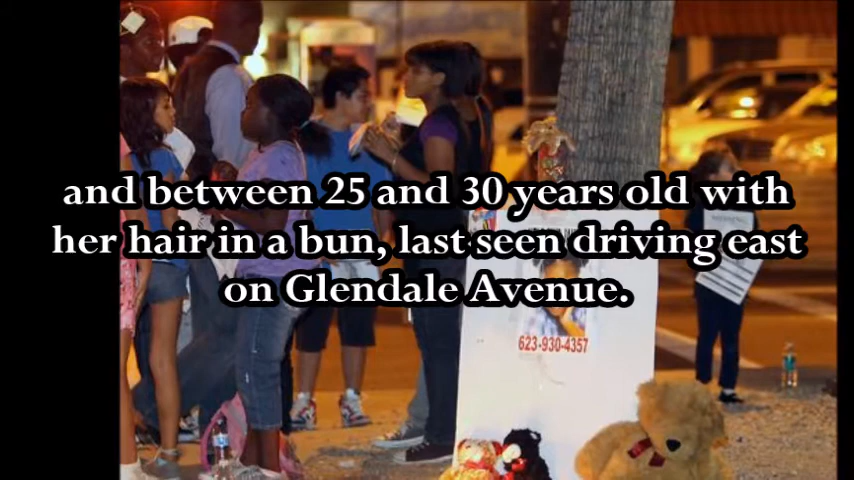 and between 25 and 30 years old with
her hair in a bun, last seen driving east
on Glendale Avenue.
623-930-4357